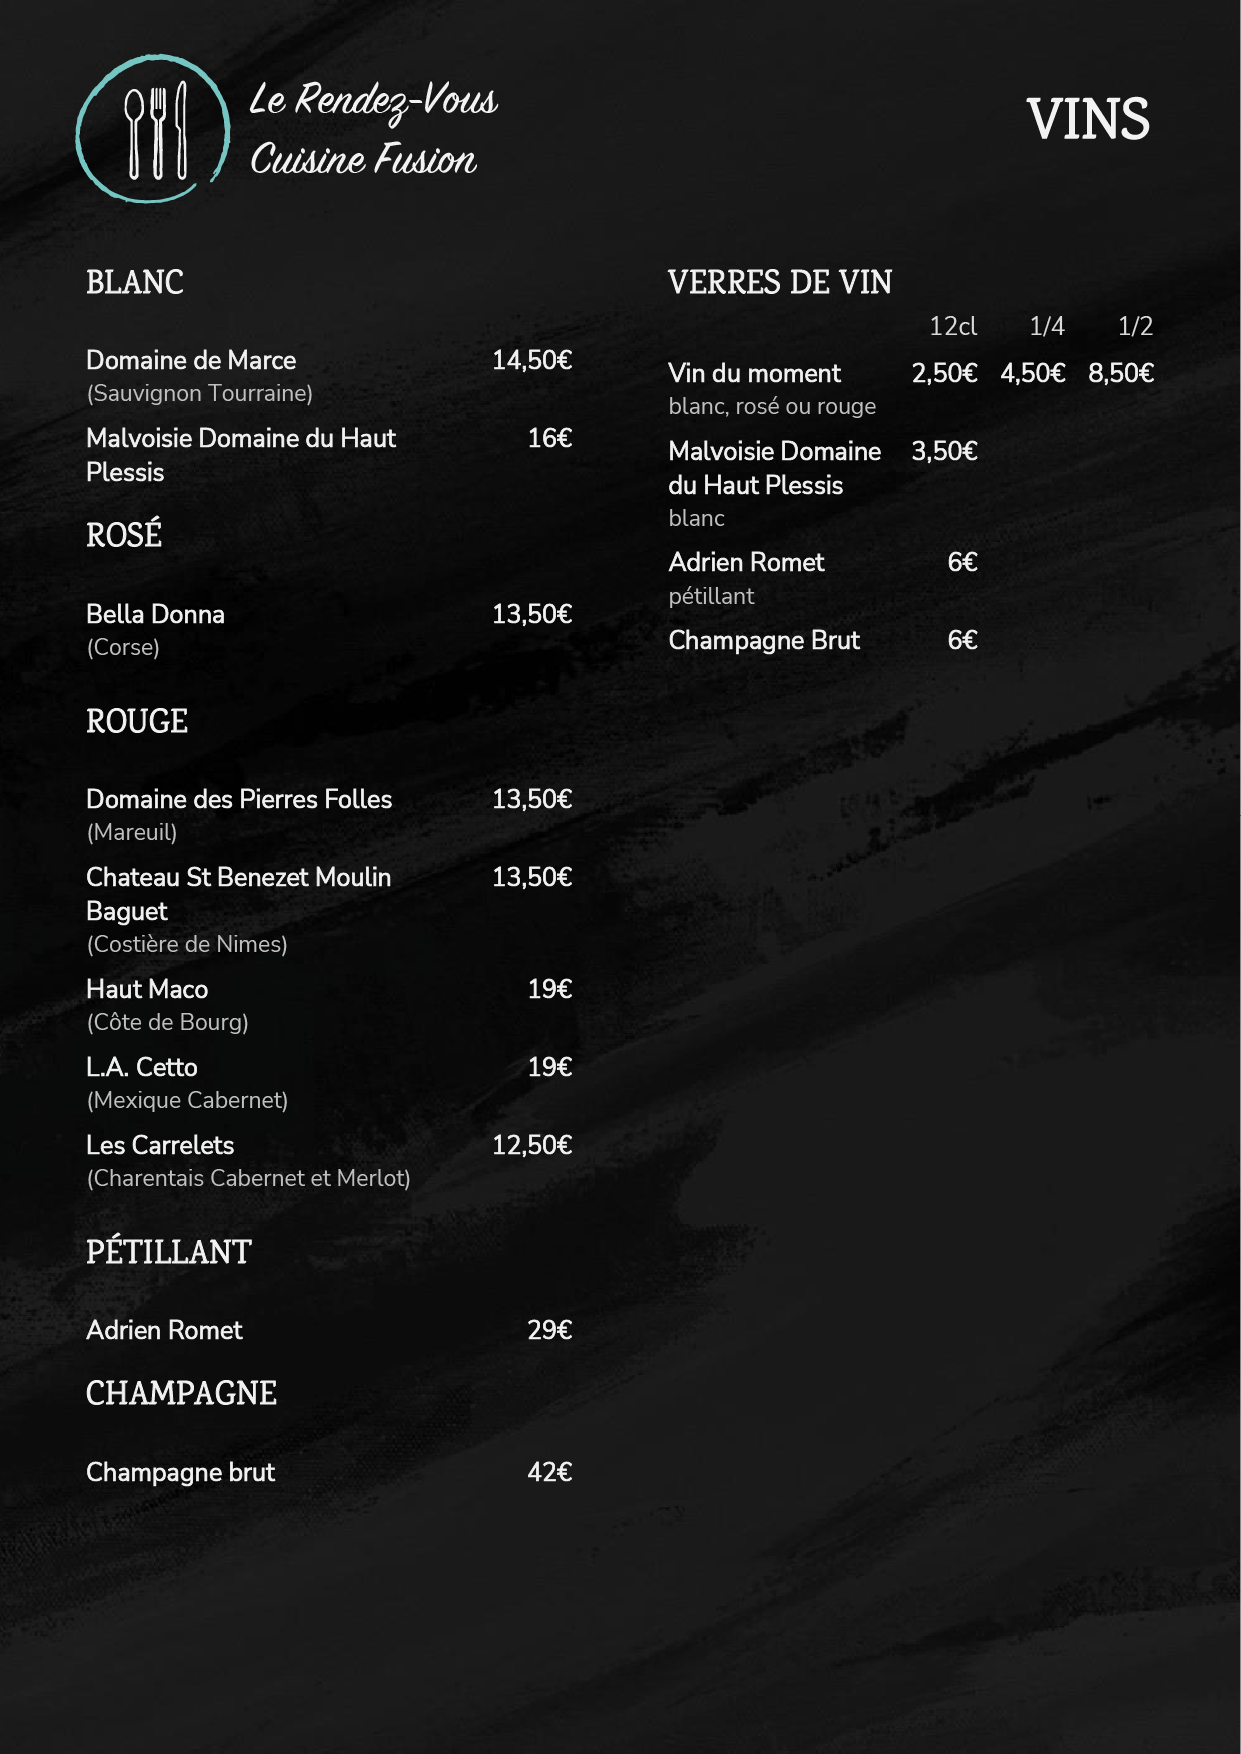 Le Rendez-Vous
Cuisine Fusion
VINS
BLANC
Domaine de Marce 14,50€
(Sauvignon Tourraine)
Malvoisie Domaine du Haut 16€
Plessis
ROSÉ
Bella Donna 13,50€
(Corse)
ROUGE
Domaine des Pierres Folles 13,50€
(Mareuil)
Chateau St Benezet Moulin 13,50€
Baguet
(Costière de Nimes)
Haut Maco 19€
(Côte de Bourg)
L.A. Cetto 19€
(Mexique Cabernet)
Les Carrelets 12,50€
(Charentais Cabernet et Merlot)
PÉTILLANT
Adrien Romet 29€
CHAMPAGNE
Champagne brut 42€
VERRES DE VIN
12cl 1/4 1/2
Vin du moment 2,50€ 4,50€ 8,50€
blanc, rosé ou rouge
Malvoisie Domaine 3,50€
du Haut Plessis
blanc
Adrien Romet 6€
pétillant
Champagne Brut 6€